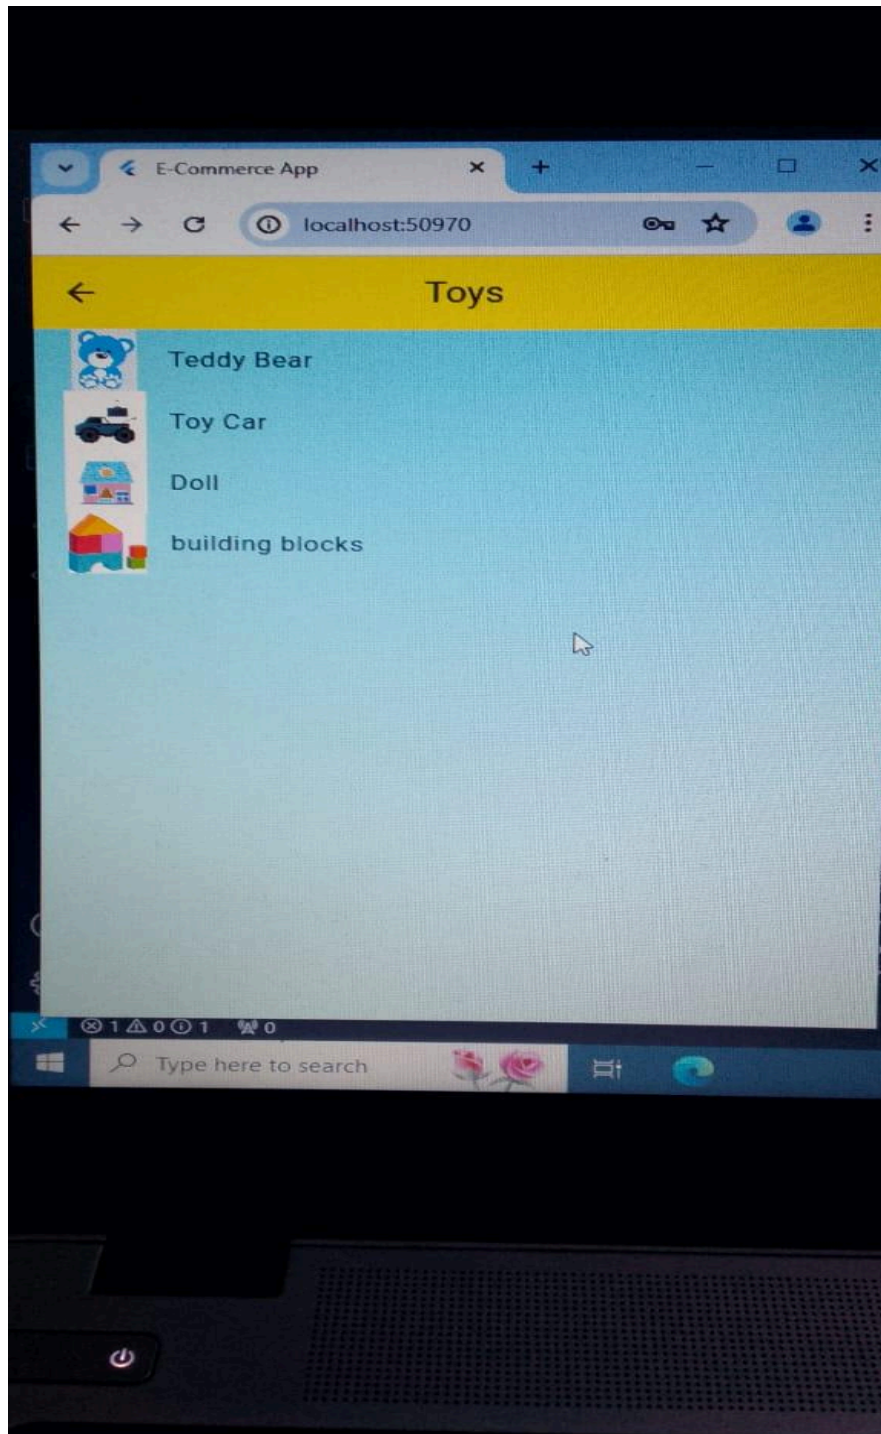 E-Commerce App
localhost:50970
Toys
Teddy Bear
Toy Car
Doll
building blocks
1 0 1 0
Type here to search